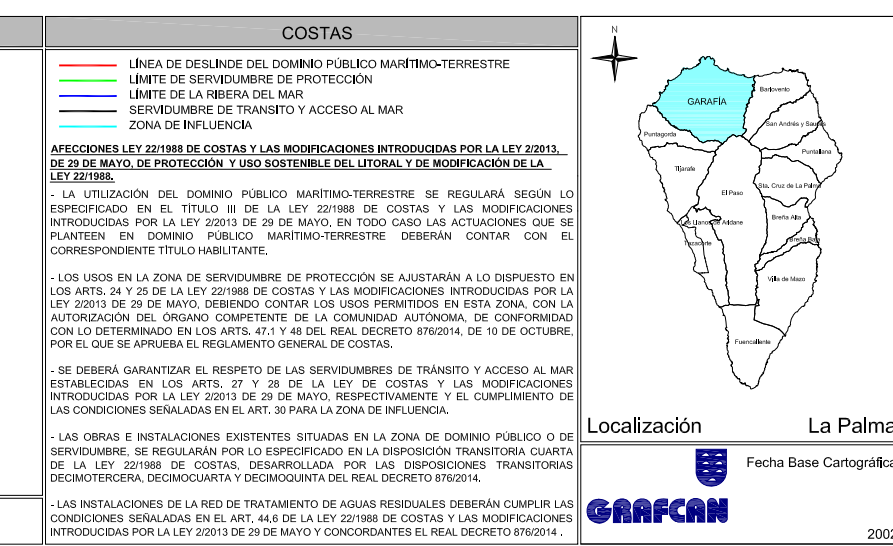 COSTAS
LÍNEA DE DESLINDE DEL DOMINIO PÚBLICO MARÍTIMO-TERRESTRE
LÍMITE DE SERVIDUMBRE DE PROTECCIÓN
LÍMITE DE LA RIBERA DEL MAR
SERVIDUMBRE DE TRANSITO Y ACCESO AL MAR
ZONA DE INFLUENCIA
AFECCIONES LEY 22/1988 DE COSTAS Y LAS MODIFICACIONES INTRODUCIDAS POR LA LEY 2/2013,
DE 29 DE MAYO, DE PROTECCIÓN Y USO SOSTENIBLE DEL LITORAL Y DE MODIFICACIÓN DE LA
LEY 22/1988.
- LA UTILIZACIÓN DEL DOMINIO PÚBLICO MARÍTIMO-TERRESTRE SE REGULARÁ SEGÚN LO
ESPECIFICADO EN EL TÍTULO III DE LA LEY 22/1988 DE COSTAS Y LAS MODIFICACIONES
INTRODUCIDAS POR LA LEY 2/2013 DE 29 DE MAYO, EN TODO CASO LAS ACTUACIONES QUE SE
PLANTEEN EN DOMINIO PÚBLICO MARÍTIMO-TERRESTRE DEBERÁN CONTAR CON EL
CORRESPONDIENTE TÍTULO HABILITANTE.
- LOS USOS EN LA ZONA DE SERVIDUMBRE DE PROTECCIÓN SE AJUSTARÁN A LO DISPUESTO EN
LOS ARTS. 24 Y 25 DE LA LEY 22/1988 DE COSTAS Y LAS MODIFICACIONES INTRODUCIDAS POR LA
LEY 2/2013 DE 29 DE MAYO, DEBIENDO CONTAR LOS USOS PERMITIDOS EN ESTA ZONA, CON LA
AUTORIZACIÓN DEL ÓRGANO COMPETENTE DE LA COMUNIDAD AUTÓNOMA, DE CONFORMIDAD
CON LO DETERMINADO EN LOS ARTS. 47.1 Y 48 DEL REAL DECRETO 876/2014, DE 10 DE OCTUBRE,
POR EL QUE SE APRUEBA EL REGLAMENTO GENERAL DE COSTAS.
- SE DEBERÁ GARANTIZAR EL RESPETO DE LAS SERVIDUMBRES DE TRÁNSITO Y ACCESO AL MAR
ESTABLECIDAS EN LOS ARTS. 27 Y 28 DE LA LEY DE COSTAS Y LAS MODIFICACIONES
INTRODUCIDAS POR LA LEY 2/2013 DE 29 DE MAYO, RESPECTIVAMENTE Y EL CUMPLIMIENTO DE
LAS CONDICIONES SEÑALADAS EN EL ART. 30 PARA LA ZONA DE INFLUENCIA.
- LAS OBRAS E INSTALACIONES EXISTENTES SITUADAS EN LA ZONA DE DOMINIO PÚBLICO O DE
SERVIDUMBRE, SE REGULARÁN POR LO ESPECIFICADO EN LA DISPOSICIÓN TRANSITORIA CUARTA
DE LA LEY 22/1988 DE COSTAS, DESARROLLADA POR LAS DISPOSICIONES TRANSITORIAS
DECIMOTERCERA, DECIMOCUARTA Y DECIMOQUINTA DEL REAL DECRETO 876/2014.
- LAS INSTALACIONES DE LA RED DE TRATAMIENTO DE AGUAS RESIDUALES DEBERÁN CUMPLIR LAS
CONDICIONES SEÑALADAS EN EL ART, 44,6 DE LA LEY 22/1988 DE COSTAS Y LAS MODIFICACIONES
INTRODUCIDAS POR LA LEY 2/2013 DE 29 DE MAYO Y CONCORDANTES EL REAL DECRETO 876/2014 .
N
GARAFÍA
Barlovento
San Andrés y Sauces
Puntagorda
Puntallana
Tijarafe
El Paso
Sta. Cruz de La Palma
Los Llanos de Aridane
Breña Alta
Tazacorte
Breña Baja
Villa de Mazo
Fuencaliente
Localización La Palma
Fecha Base Cartográfica
GRAFCAN
2002